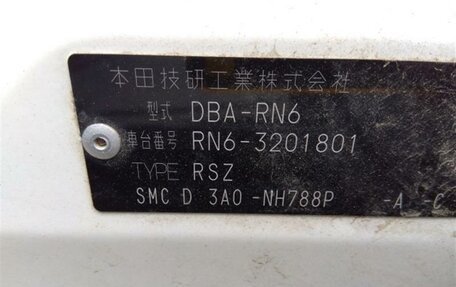 本田技研工業株式会社
型式 DBA-RN6
車台番号 RN6-3201801
TYPE RSZ
SMC D 3A0 -NH788P -A -C